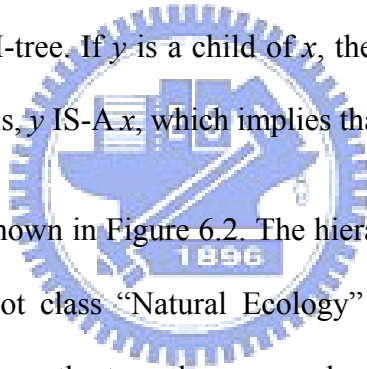 I-tree. If y is a child of x, the
s, y IS-A x, which implies tha
nown in Figure 6.2. The hiera
1896
ot class “Natural Ecology”